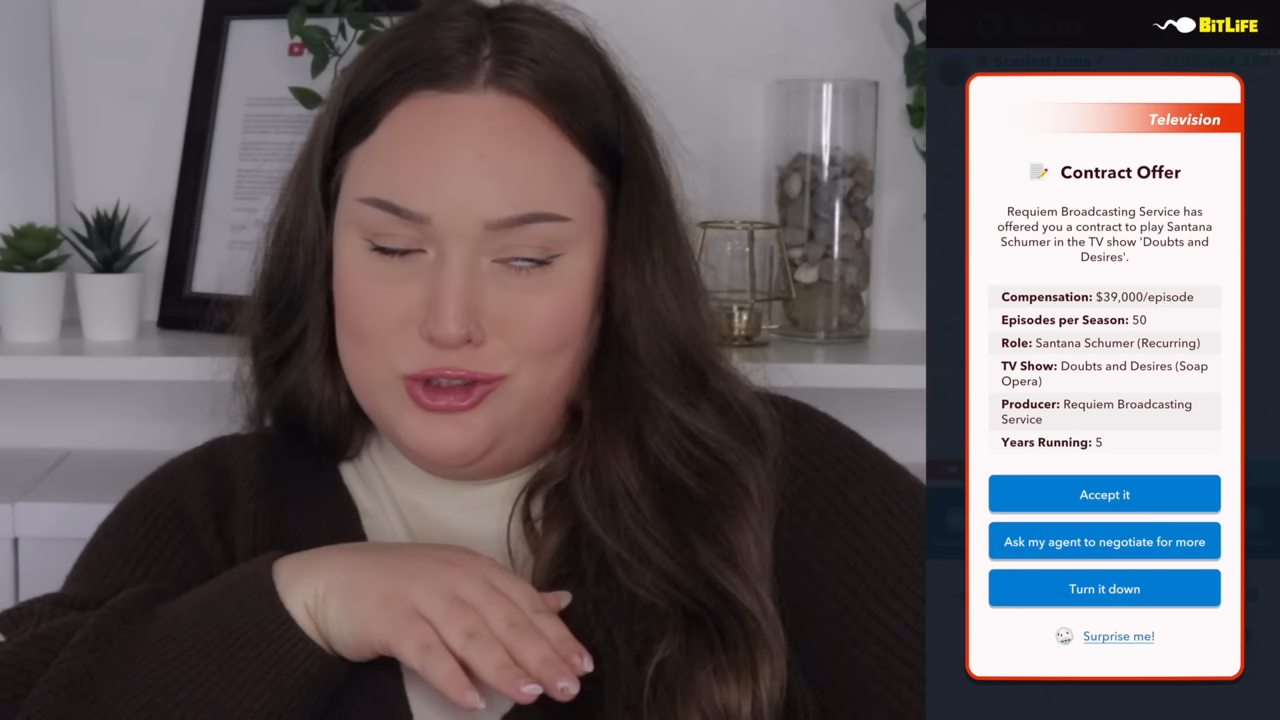 BITLIFE
Television
Contract Offer
Requiem Broadcasting Service has
offered you a contract to play Santana
Schumer in the TV show 'Doubts and
Desires'.
Compensation: $39,000/episode
Episodes per Season: 50
Role: Santana Schumer (Recurring)
TV Show: Doubts and Desires (Soap
Opera)
Producer: Requiem Broadcasting
Service
Years Running: 5
Accept it
Ask my agent to negotiate for more
Turn it down
Surprise me!